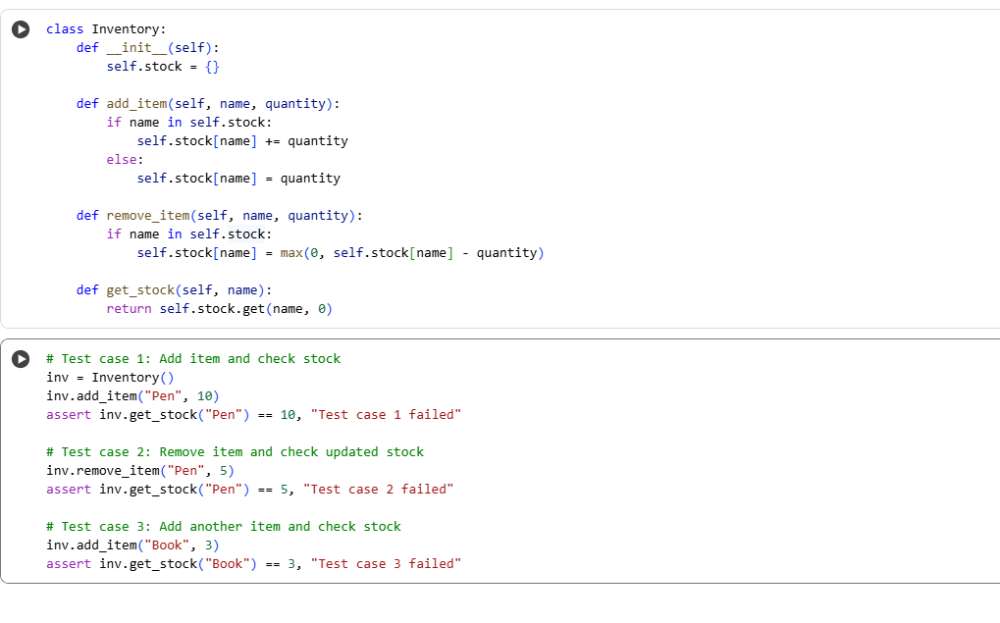 class Inventory:
    def __init__(self):
        self.stock = {}

    def add_item(self, name, quantity):
        if name in self.stock:
            self.stock[name] += quantity
        else:
            self.stock[name] = quantity

    def remove_item(self, name, quantity):
        if name in self.stock:
            self.stock[name] = max(0, self.stock[name] - quantity)

    def get_stock(self, name):
        return self.stock.get(name, 0)

# Test case 1: Add item and check stock
inv = Inventory()
inv.add_item("Pen", 10)
assert inv.get_stock("Pen") == 10, "Test case 1 failed"

# Test case 2: Remove item and check updated stock
inv.remove_item("Pen", 5)
assert inv.get_stock("Pen") == 5, "Test case 2 failed"

# Test case 3: Add another item and check stock
inv.add_item("Book", 3)
assert inv.get_stock("Book") == 3, "Test case 3 failed"